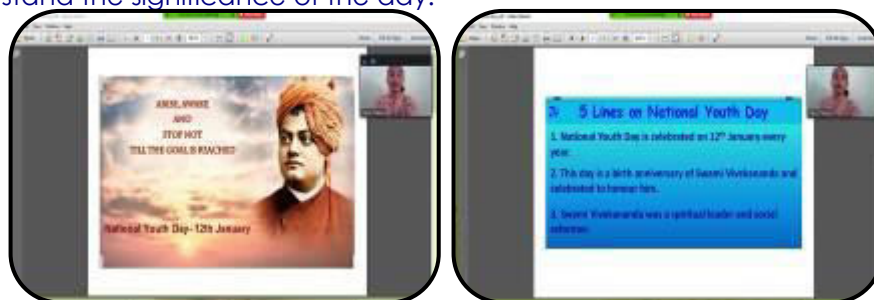 stand the significance of the day.
ARISE, AWAKE
AND
STOP NOT
TILL THE GOAL IS REACHED
National Youth Day- 12th January
5 Lines on National Youth Day
1. National Youth Day is celebrated on 12th January every
year.
2. This day is a birth anniversary of Swami Vivekananda and
celebrated to honour him.
3. Swami Vivekananda was a spiritual leader and social
reformer.